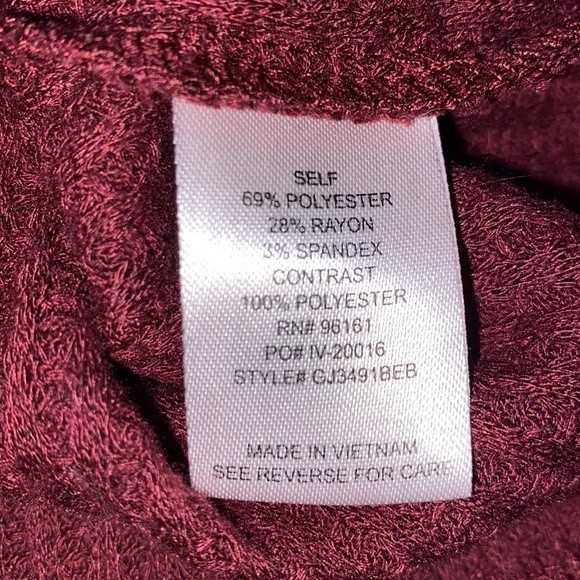 SELF
69% POLYESTER
28% RAYON
3% SPANDEX
CONTRAST
100% POLYESTER
RN# 96161
PO# IV-20016
STYLE# GJ3491BEB
MADE IN VIETNAM
SEE REVERSE FOR CARE